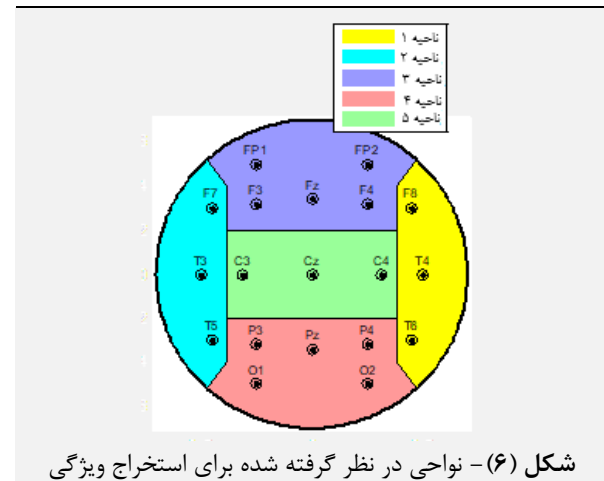 ناحیه ۱
ناحیه ۲
ناحیه ۳
ناحیه ۴
ناحیه ۵
FP1 FP2
F7 F3 Fz F4 F8
T3 C3 Cz C4 T4
T5 P3 Pz P4 T6
O1 O2
شکل (۶)- نواحی در نظر گرفته شده برای استخراج ویژگی